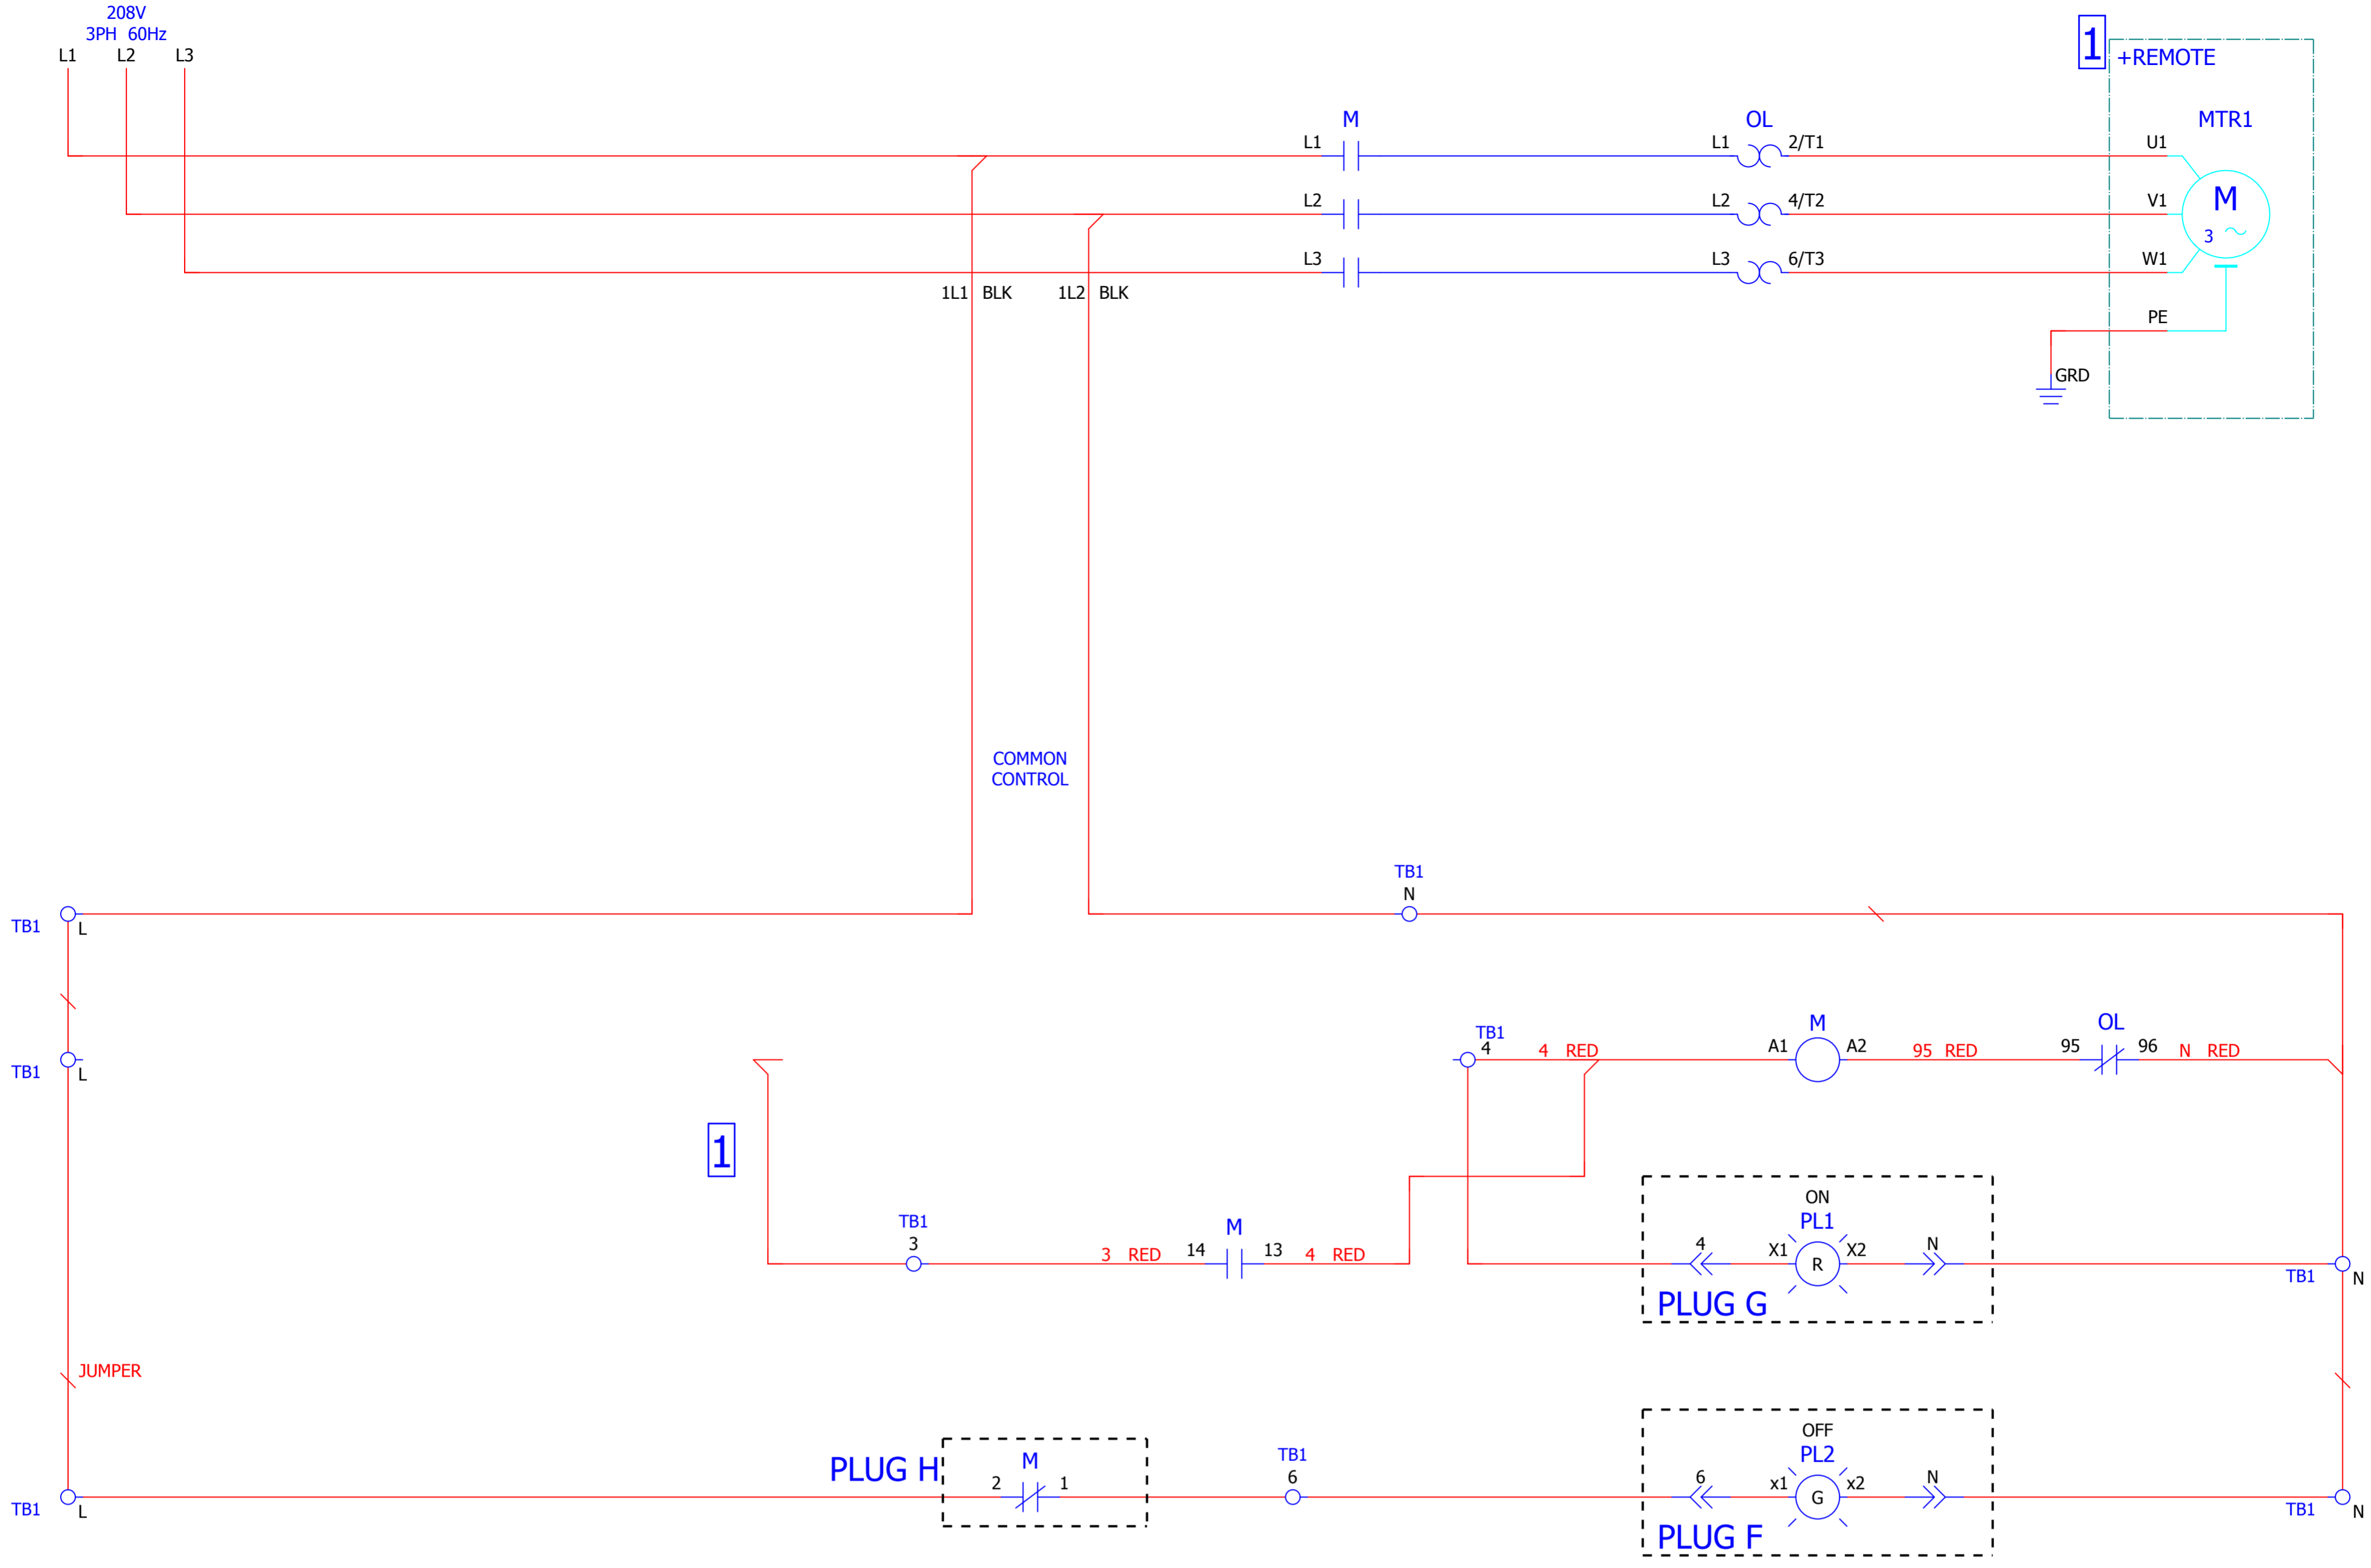 208V
3PH 60Hz
L1 L2 L3
1
+REMOTE
M OL MTR1
L1 L1 2/T1 U1
L2 L2 4/T2 V1
M
3
L3 L3 6/T3 W1
1L1 BLK 1L2 BLK
PE
GRD
COMMON
CONTROL
TB1
N
TB1 L
TB1
4 4 RED A1 M A2 95 RED 95 OL 96 N RED
TB1 L
1
ON
TB1 M PL1
3 3 RED 14 13 4 RED 4 X1 X2 N
R
TB1 N
PLUG G
JUMPER
OFF
PLUG H M TB1 PL2
2 1 6 6 x1 x2 N
G
TB1 L TB1 N
PLUG F